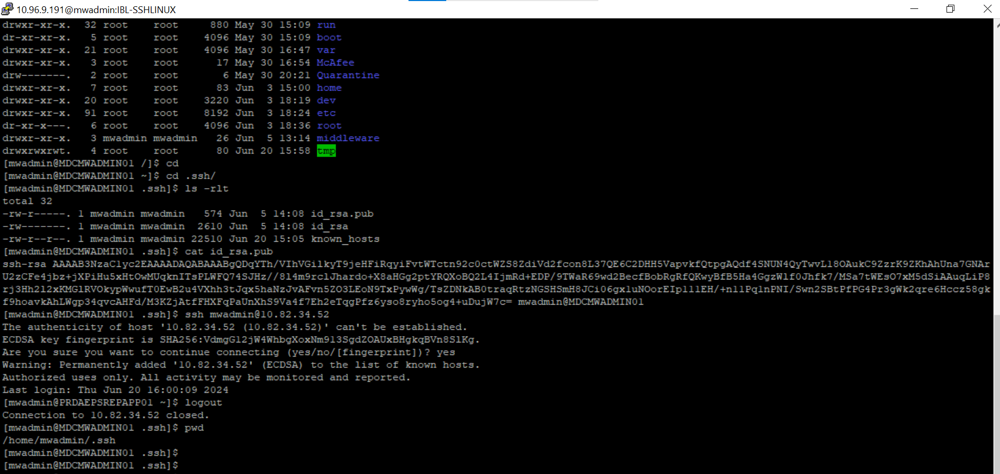 10.96.9.191@mwadmin:IBL-SSHLINUX
drwxr-xr-x.  32 root    root     880 May 30 15:09 run
dr-xr-xr-x.   5 root    root    4096 May 30 15:09 boot
drwxr-xr-x.  21 root    root    4096 May 30 16:47 var
drwxr-xr-x.   3 root    root      17 May 30 16:54 McAfee
drw-------.   2 root    root       6 May 30 20:21 Quarantine
drwxr-xr-x.   7 root    root      83 Jun  3 15:00 home
drwxr-xr-x.  20 root    root    3220 Jun  3 18:19 dev
drwxr-xr-x.  91 root    root    8192 Jun  3 18:24 etc
dr-xr-x---.   6 root    root    4096 Jun  3 18:36 root
drwxr-xr-x.   3 mwadmin mwadmin   26 Jun  5 13:14 middleware
drwxrwxrwt.   4 root    root      80 Jun 20 15:58 tmp
[mwadmin@MDCMWADMIN01 /]$ cd
[mwadmin@MDCMWADMIN01 ~]$ cd .ssh/
[mwadmin@MDCMWADMIN01 .ssh]$ ls -rlt
total 32
-rw-r-----. 1 mwadmin mwadmin   574 Jun  5 14:08 id_rsa.pub
-rw-------. 1 mwadmin mwadmin  2610 Jun  5 14:08 id_rsa
-rw-r--r--. 1 mwadmin mwadmin 22510 Jun 20 15:05 known_hosts
[mwadmin@MDCMWADMIN01 .ssh]$ cat id_rsa.pub
ssh-rsa AAAAB3NzaC1yc2EAAAADAQABAAABgQDqYTh/VIhVGilkyT9jeHFiRqyiFvtWTctn92c0ctWZS8ZdiVd2fcon8L37QE6C2DHH5VapvkfQtpgAQdf4SNUN4QyTwvLl8OAukC9ZzrK9ZKhAhUna7GNAr
U2zCFe4jbz+jXPiHu5xHtOwMUqknITsPLWFQ74SJHz//8l4m9rclJhardo+X8aHGg2ptYRQXoBQ2L4IjmRd+EDP/9TWaR69wd2BecfBobRgRfQKwyBfB5Ha4GgzWlf0Jhfk7/MSa7tWEsO7xM5dSiAAuqLiP8
rj3Hh2l2xKMGlRVOkypWwufT0EwB2u4VXhh3tJqx5haNzJvAFvn5ZO3LEoN9TxPywWg/TsZDNkAB0traqRtzNGSHSmH8JCi06gxluNOorEIplllEH/+nllPqlnPNI/Swn2SBtPfPG4Pr3gWk2qre6Hccz58gk
f9hoavkAhLWgp34qvcAHFd/M3KZjAtfFHXFqPaUnXhS9Va4f7Eh2eTqgPfz6yso8ryho5og4+uDujW7c= mwadmin@MDCMWADMIN01
[mwadmin@MDCMWADMIN01 .ssh]$ ssh mwadmin@10.82.34.52
The authenticity of host '10.82.34.52 (10.82.34.52)' can't be established.
ECDSA key fingerprint is SHA256:VdmgGl2jW4WhbgXoxNm9l3SgdZOAUxBHgkqBVn8SlKg.
Are you sure you want to continue connecting (yes/no/[fingerprint])? yes
Warning: Permanently added '10.82.34.52' (ECDSA) to the list of known hosts.
Authorized uses only. All activity may be monitored and reported.
Last login: Thu Jun 20 16:00:09 2024
[mwadmin@PRDAEPSREPAPP01 ~]$ logout
Connection to 10.82.34.52 closed.
[mwadmin@MDCMWADMIN01 .ssh]$ pwd
/home/mwadmin/.ssh
[mwadmin@MDCMWADMIN01 .ssh]$
[mwadmin@MDCMWADMIN01 .ssh]$